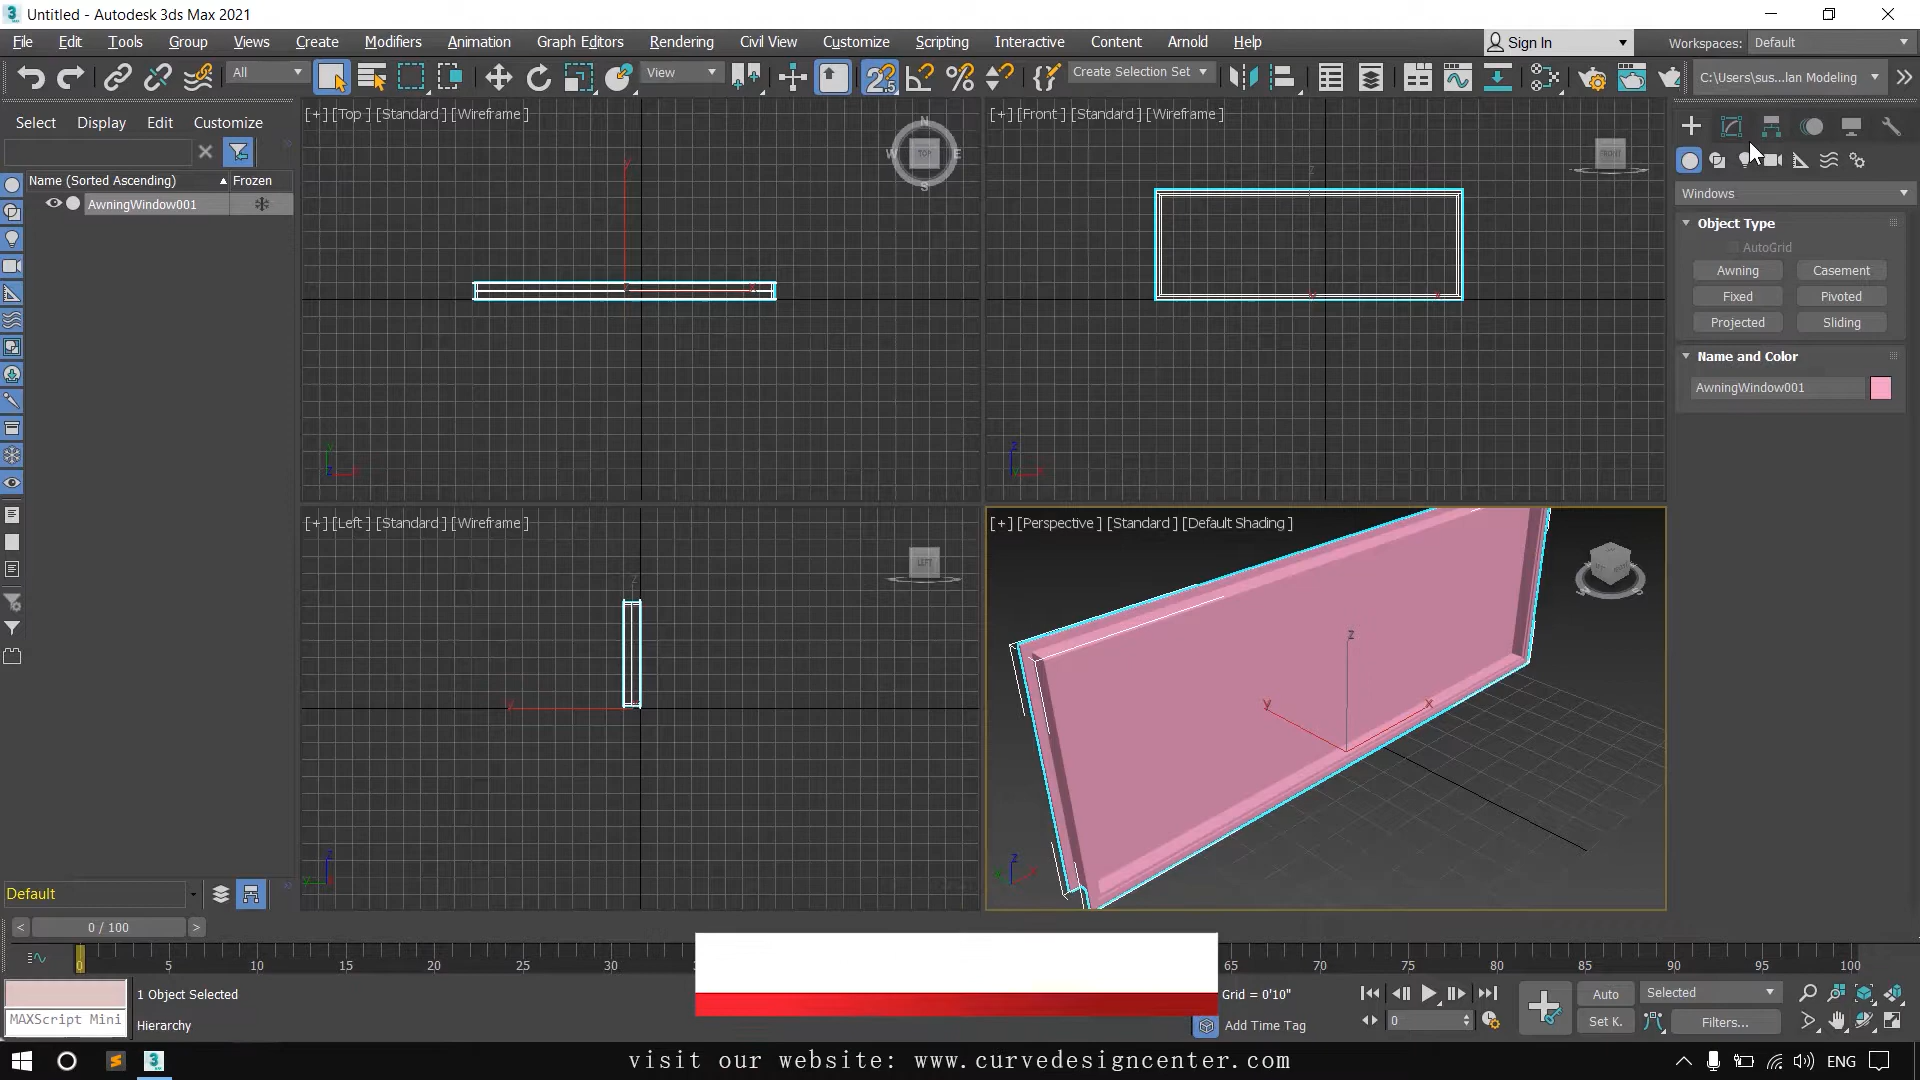 Untitled - Autodesk 3ds Max 2021
File Edit Tools Group Views Create Modifiers Animation Graph Editors Rendering Civil View Customize Scripting Interactive Content Arnold Help Sign In Workspaces: Default
All View Create Selection Set C:\Users\sus...lan Modeling
Select Display Edit Customize
Name (Sorted Ascending) Frozen
AwningWindow001
[+] [Top ] [Standard ] [Wireframe ]
[+] [Front ] [Standard ] [Wireframe ]
N
W TOP E
S
FRONT
Windows
Object Type
AutoGrid
Awning Casement
Fixed Pivoted
Projected Sliding
Name and Color
AwningWindow001
[+] [Left ] [Standard ] [Wireframe ]
[+] [Perspective ] [Standard ] [Default Shading ]
LEFT
Default
0 / 100
0 5 10 15 20 25 30 65 70 75 80 85 90 95 100
1 Object Selected
MAXScript Mini
Hierarchy
Grid = 0'10"
Add Time Tag
0
Auto Selected
Set K. Filters...
visit our website: www.curvedesigncenter.com
ENG